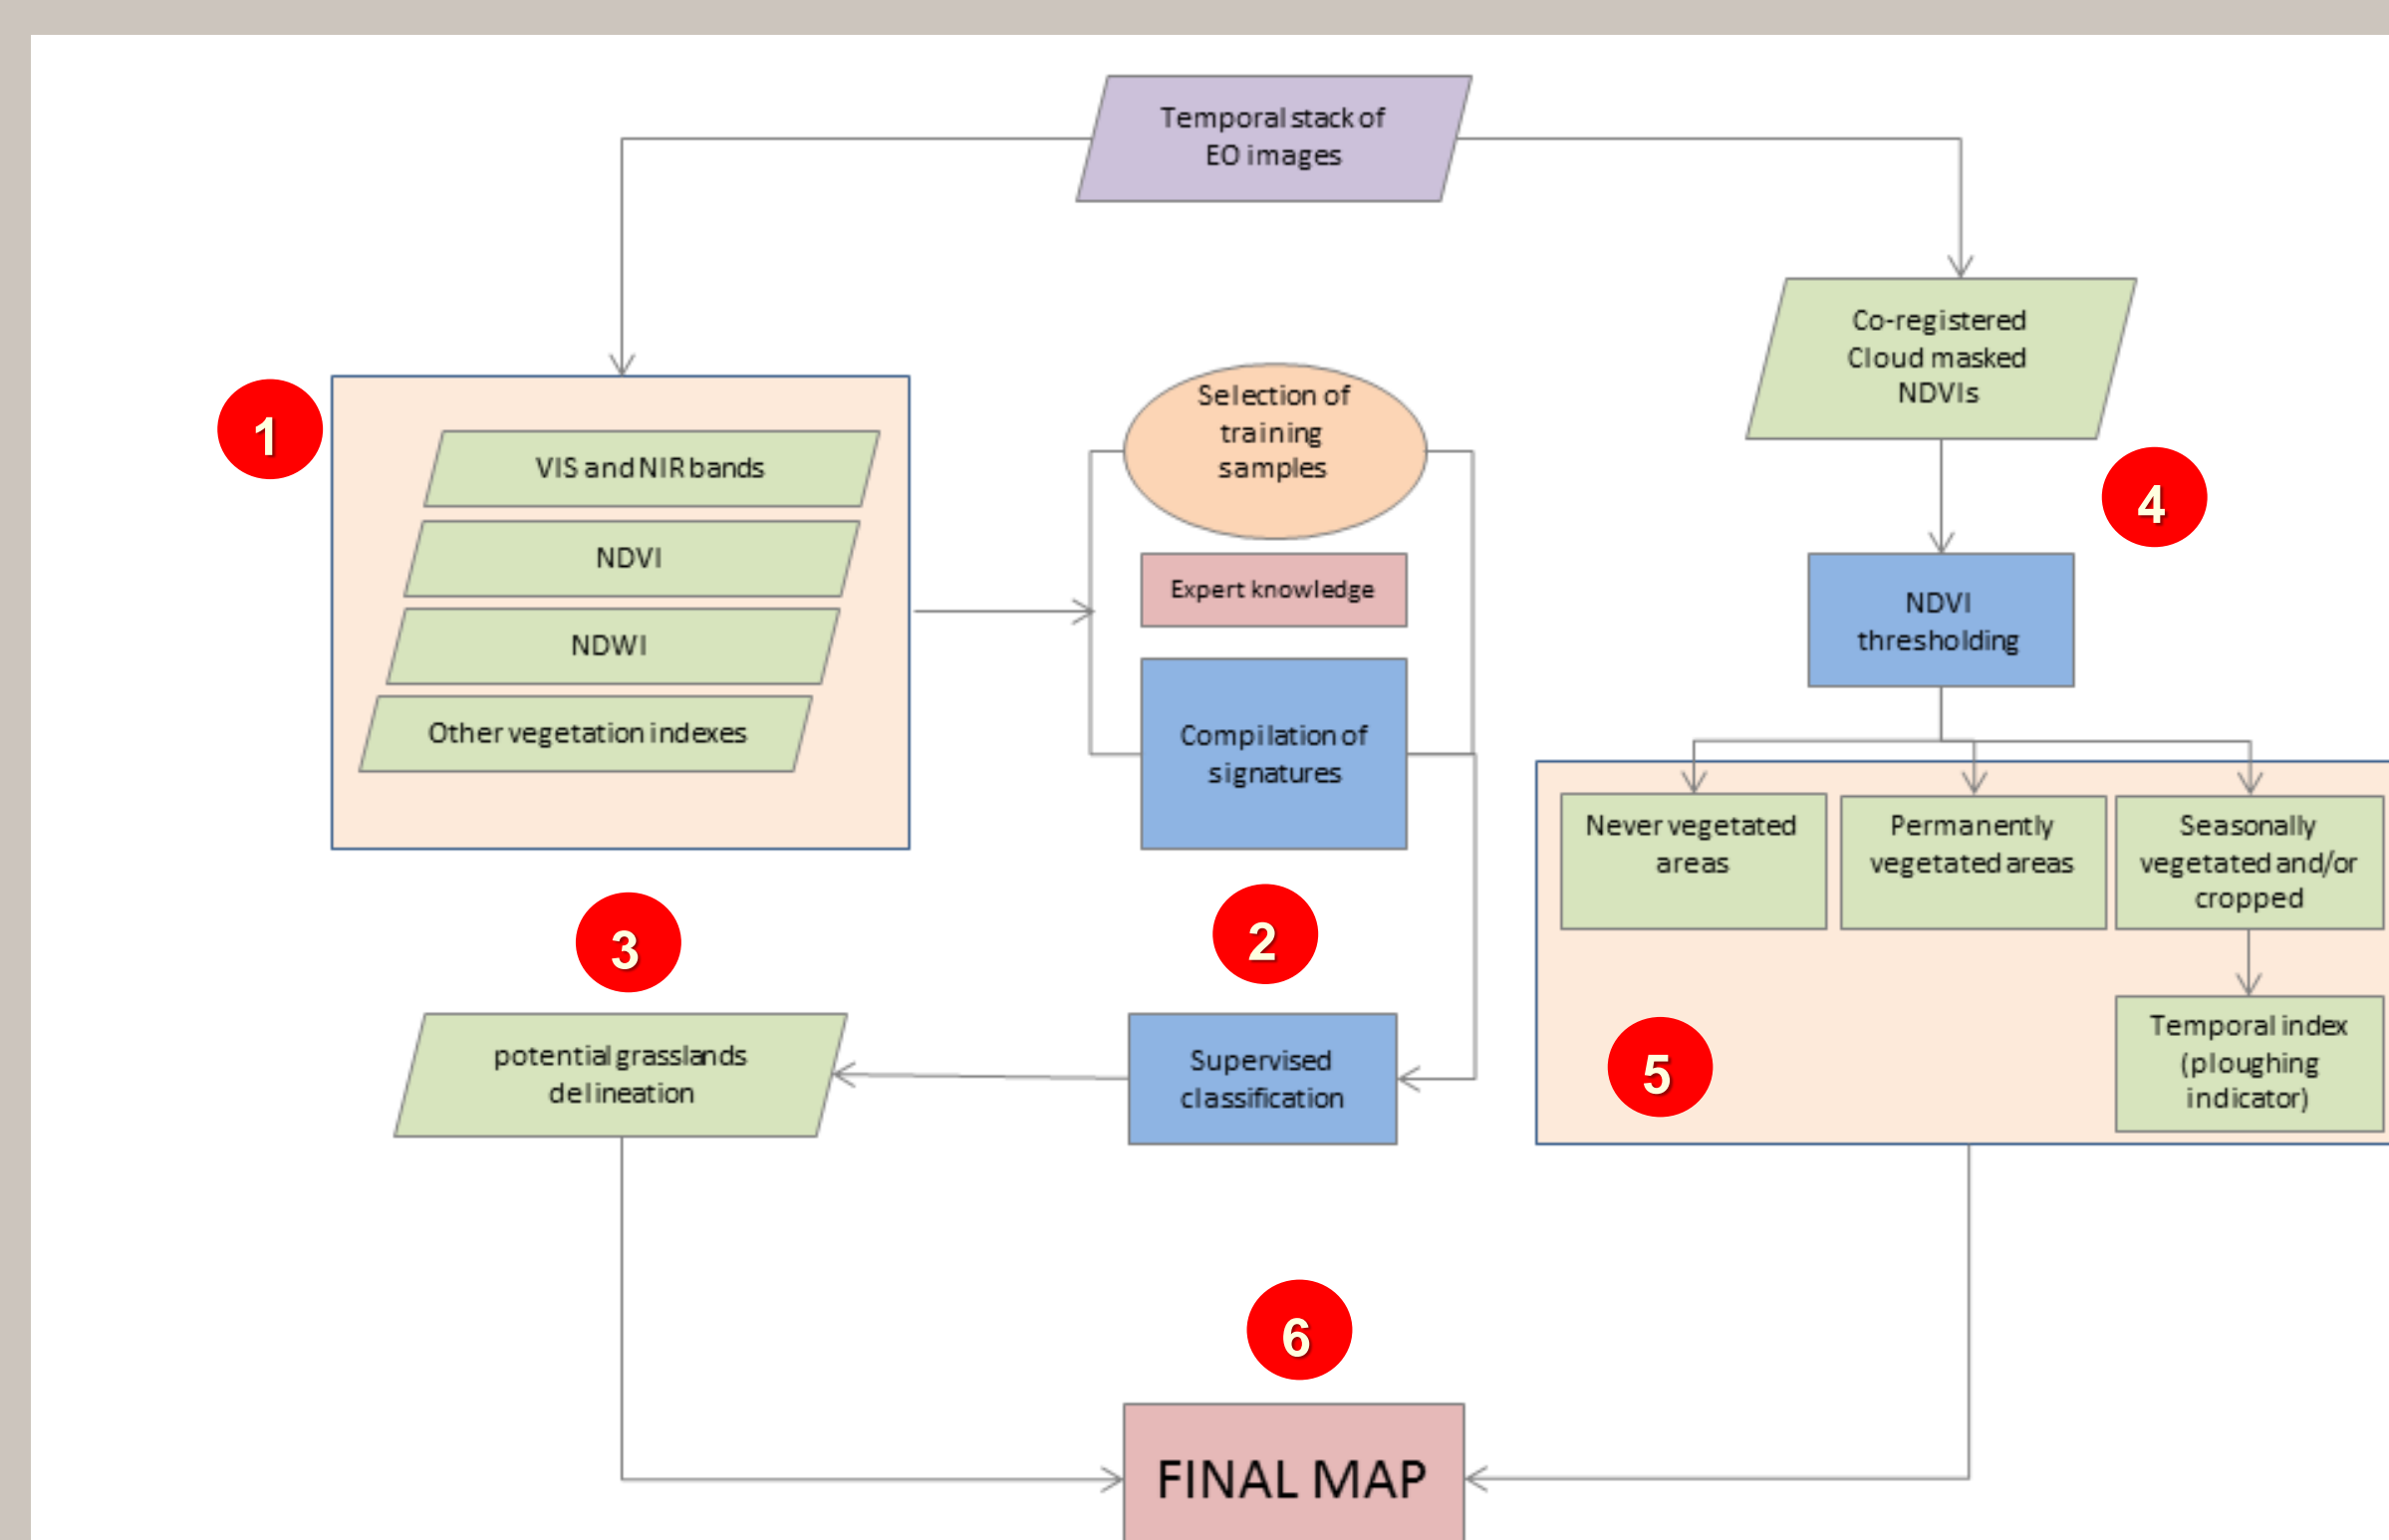 Temporal stack of
EO images
1
VIS and NIR bands
NDVI
NDWI
Other vegetation indexes
Selection of
training
samples
Expert knowledge
Compilation of
signatures
2
Supervised
classification
3
potential grasslands
delineation
Co-registered
Cloud masked
NDVIs
4
NDVI
thresholding
Never vegetated
areas
Permanently
vegetated areas
Seasonally
vegetated and/or
cropped
Temporal index
(ploughing
indicator)
5
6
FINAL MAP